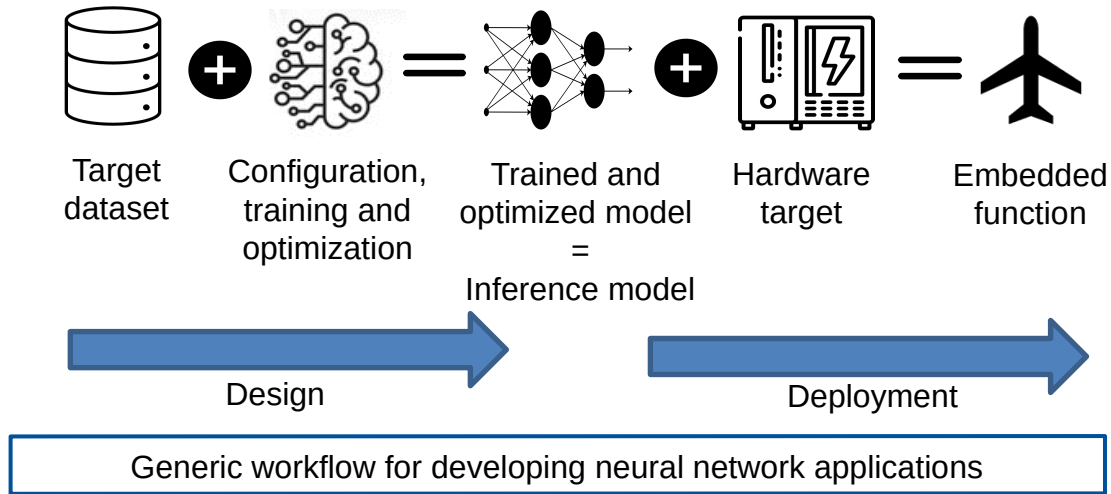 Target
dataset
Configuration,
training and
optimization
Trained and
optimized model
=
Inference model
Hardware
target
Embedded
function
Design
Deployment
Generic workflow for developing neural network applications